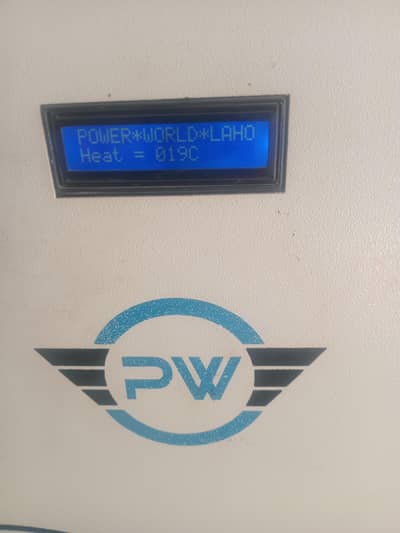 POWER*WORLD*LAHO
Heat = 019C
PW